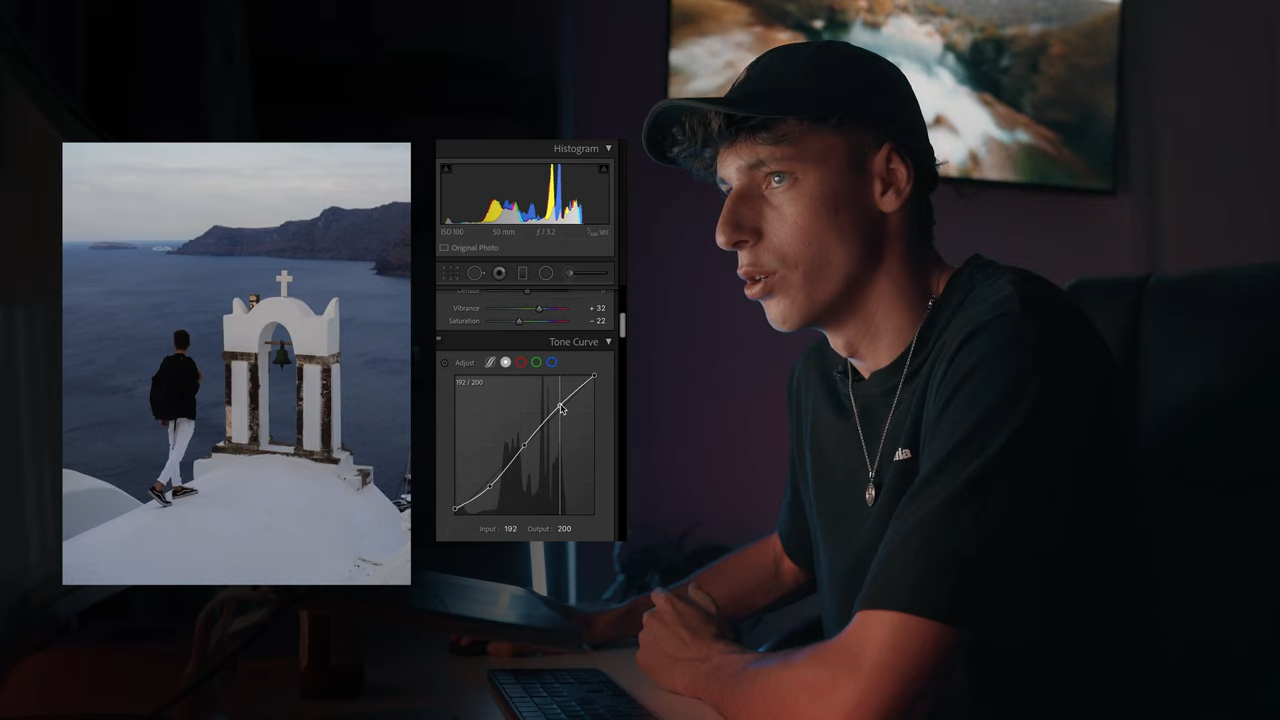 Histogram
ISO 100 50 mm ƒ / 3.2 sec
Original Photo
Vibrance + 32
Saturation - 22
Tone Curve
Adjust :
192 / 200
Input : 192 Output : 200